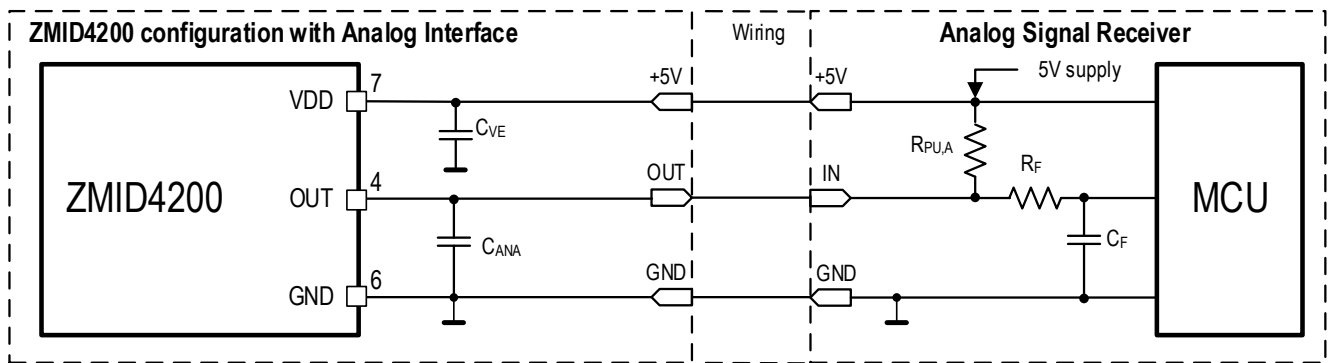 ZMID4200 configuration with Analog Interface
Wiring
Analog Signal Receiver
7
VDD
+5V
+5V
5V supply
CVE
RPU,A
RF
ZMID4200
4
OUT
OUT
IN
MCU
CANA
CF
6
GND
GND
GND